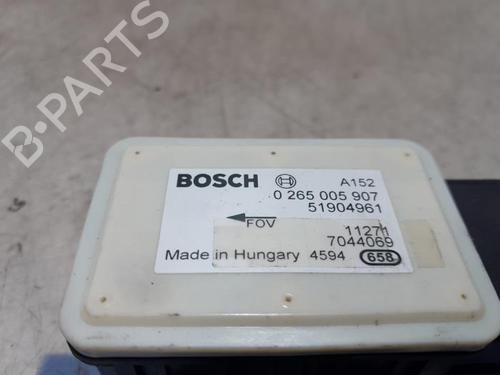 B-PARTS
BOSCH A152
0 265 005 907
51904961
FOV
11271
7044069
Made in Hungary 4594 658